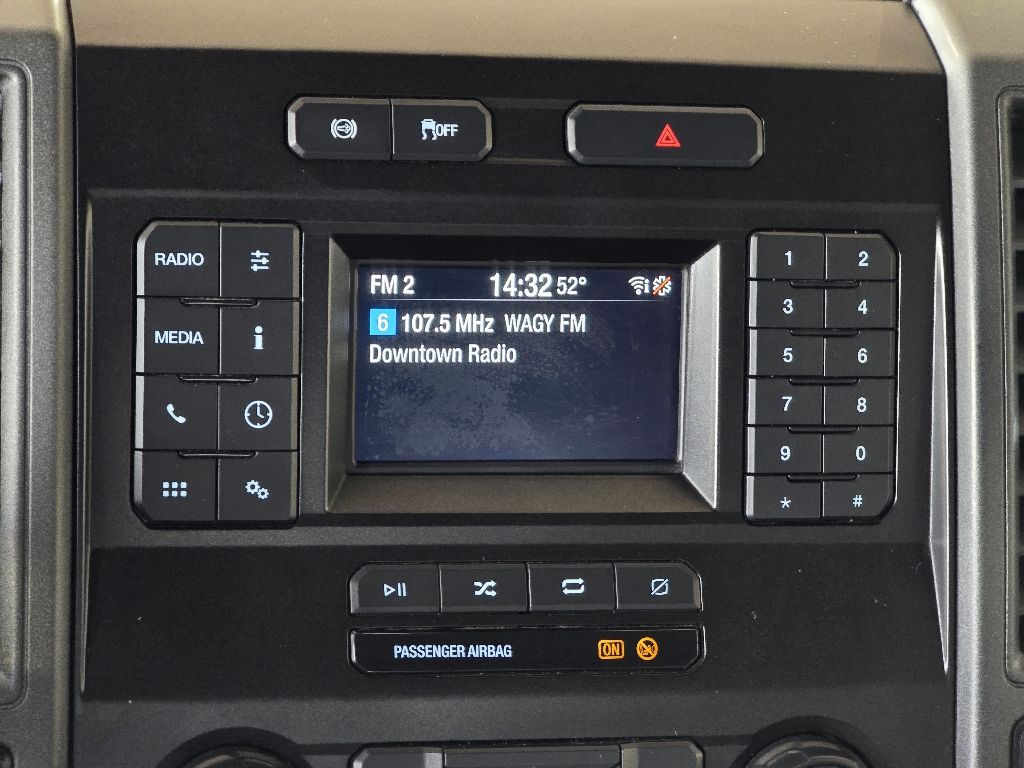 OFF
RADIO
MEDIA
FM 2 14:32 52°
6 107.5 MHz WAGY FM
Downtown Radio
1 2
3 4
5 6
7 8
9 0
* #
PASSENGER AIRBAG ON